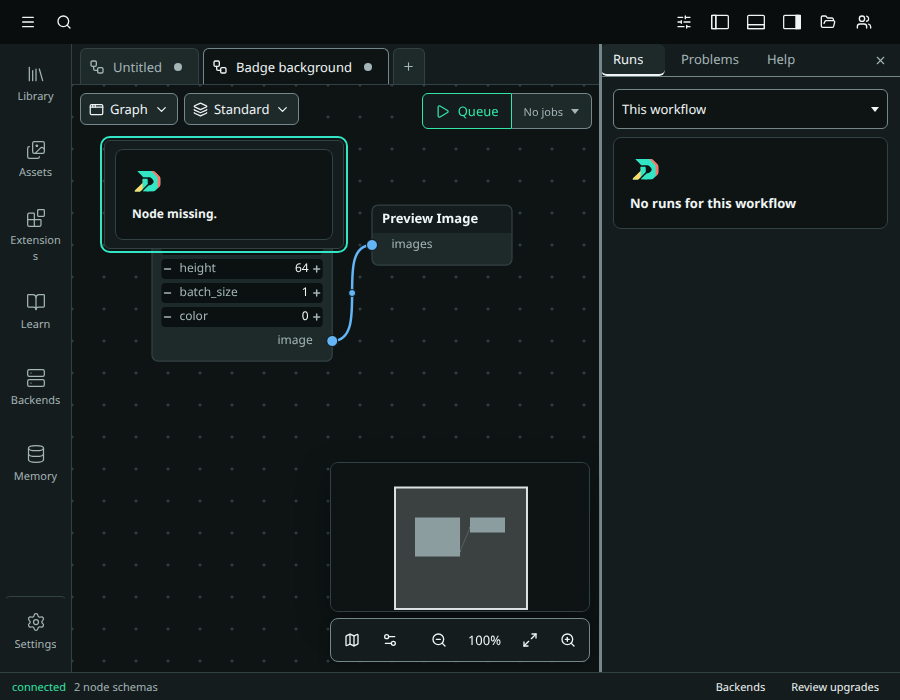 Untitled
Badge background
+
Runs
Problems
Help
Library
Assets
Extension
s
Learn
Backends
Memory
Settings
Graph
Standard
Queue
No jobs
This workflow
Node missing.
No runs for this workflow
Preview Image
images
height 64
batch_size 1
color 0
image
100%
connected 2 node schemas
Backends
Review upgrades